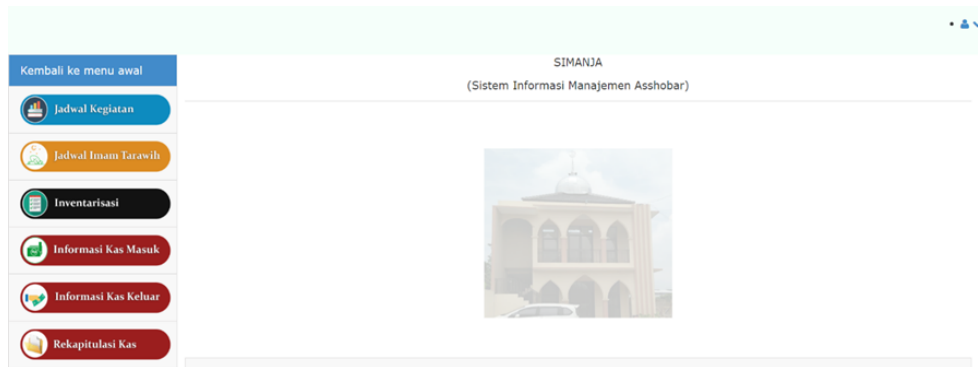 Kembali ke menu awal
Jadwal Kegiatan
Jadwal Imam Tarawih
Inventarisasi
Informasi Kas Masuk
Informasi Kas Keluar
Rekapitulasi Kas
SIMANJA
(Sistem Informasi Manajemen Asshobar)